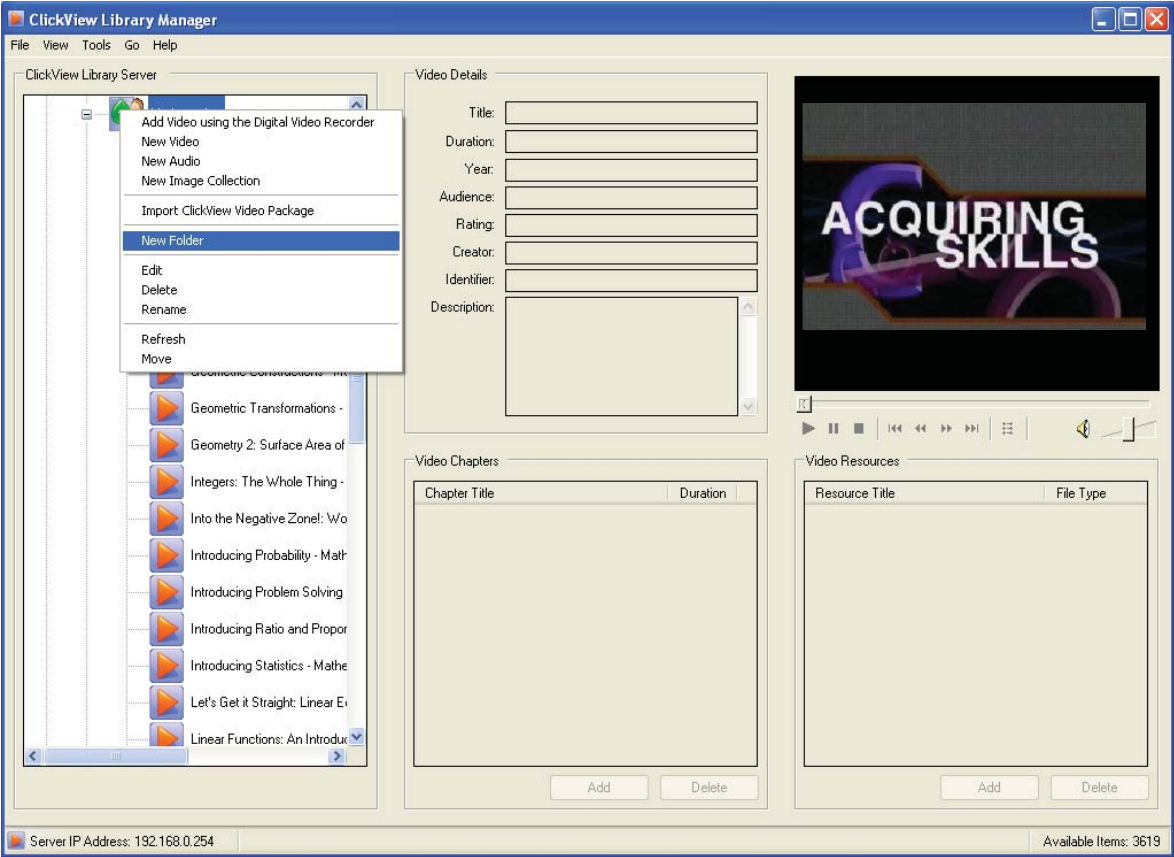 ClickView Library Manager
File View Tools Go Help
ClickView Library Server
Add Video using the Digital Video Recorder
New Video
New Audio
New Image Collection
Import ClickView Video Package
New Folder
Edit
Delete
Rename
Refresh
Move
Geometric Transformations -
Geometry 2: Surface Area of
Integers: The Whole Thing -
Into the Negative Zone!: Wo
Introducing Probability - Math
Introducing Problem Solving
Introducing Ratio and Propor
Introducing Statistics - Mathe
Let's Get it Straight: Linear E
Linear Functions: An Introduc
Video Details
Title:
Duration:
Year:
Audience:
Rating:
Creator:
Identifier:
Description:
ACQUIRING
SKILLS
Video Chapters
Chapter Title Duration
Add Delete
Video Resources
Resource Title File Type
Add Delete
Server IP Address: 192.168.0.254
Available Items: 3619